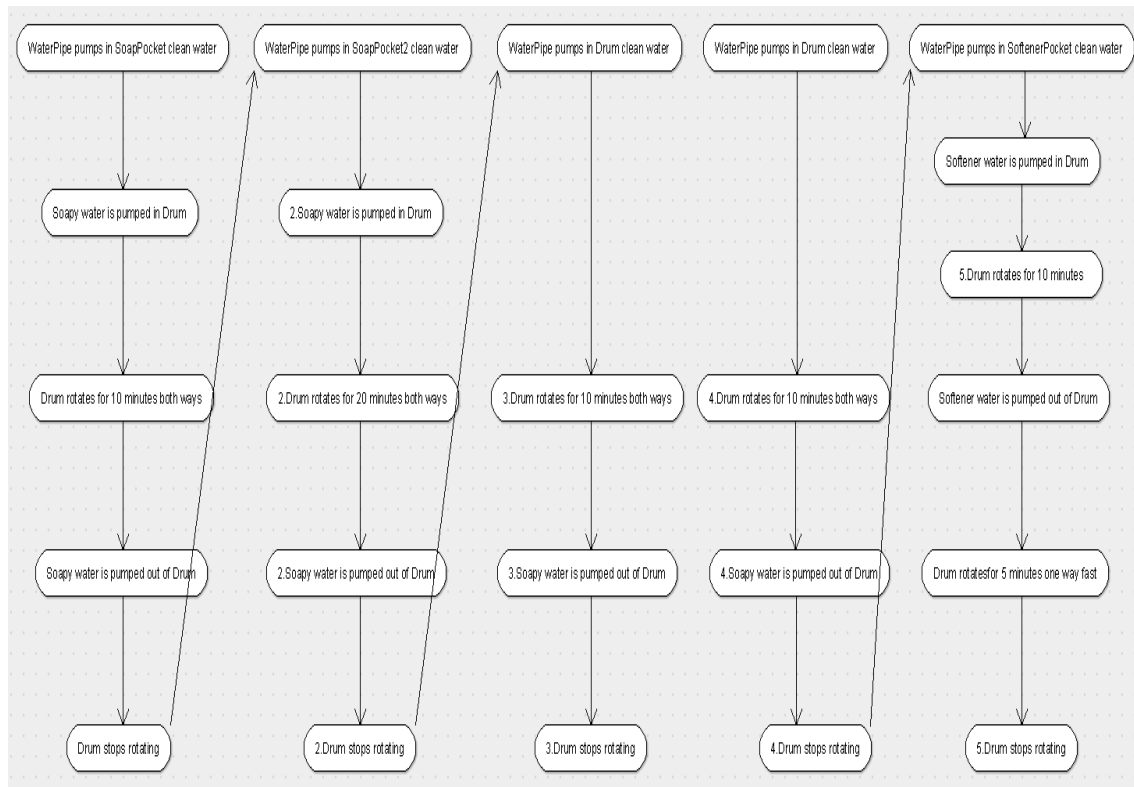 WaterPipe pumps in SoapPocket clean water
Soapy water is pumped in Drum
Drum rotates for 10 minutes both ways
Soapy water is pumped out of Drum
Drum stops rotating
WaterPipe pumps in SoapPocket2 clean water
2.Soapy water is pumped in Drum
2.Drum rotates for 20 minutes both ways
2.Soapy water is pumped out of Drum
2.Drum stops rotating
WaterPipe pumps in Drum clean water
3.Drum rotates for 10 minutes both ways
3.Soapy water is pumped out of Drum
3.Drum stops rotating
WaterPipe pumps in Drum clean water
4.Drum rotates for 10 minutes both ways
4.Soapy water is pumped out of Drum
4.Drum stops rotating
WaterPipe pumps in SoftenerPocket clean water
Softener water is pumped in Drum
5.Drum rotates for 10 minutes
Softener water is pumped out of Drum
Drum rotatesfor 5 minutes one way fast
5.Drum stops rotating